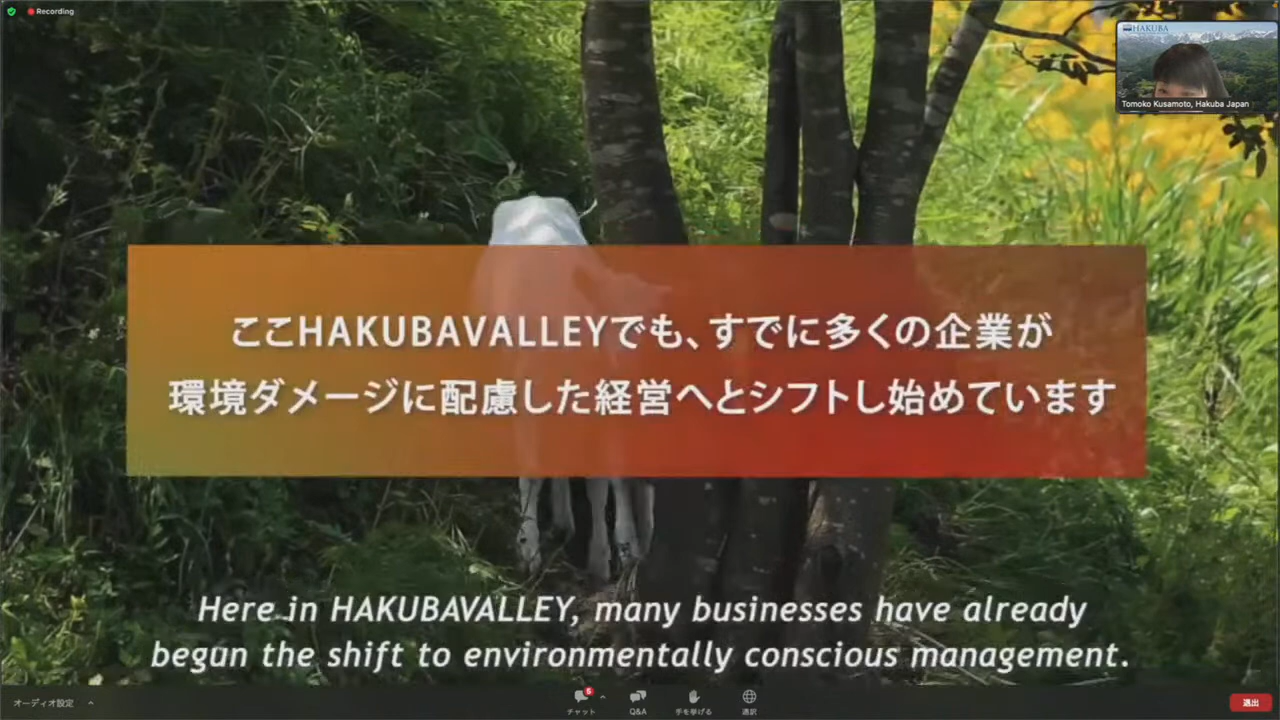 Recording
HAKUBA
Tomoko Kusamoto, Hakuba Japan
ここHAKUBAVALLEYでも、すでに多くの企業が
環境ダメージに配慮した経営へとシフトし始めています
Here in HAKUBAVALLEY, many businesses have already
begun the shift to environmentally conscious management.
オーディオ設定
5
チャット
Q&A
手を挙げる
通訳
退出